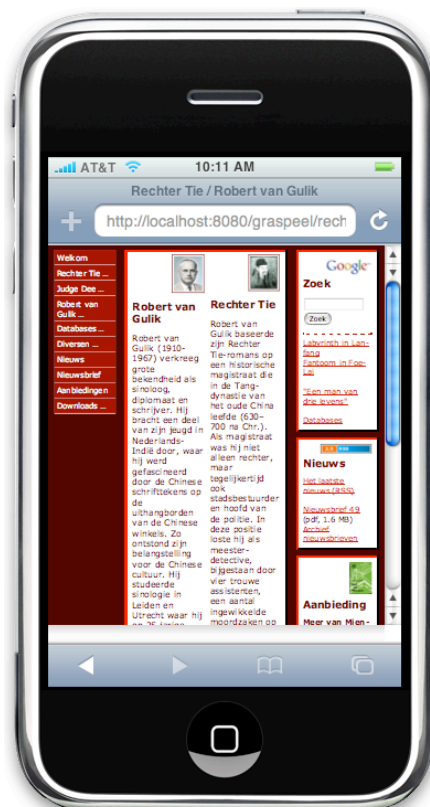 AT&T 10:11 AM
Rechter Tie / Robert van Gulik
http://localhost:8080/graspeel/rech
Welkom
Rechter Tie ...
Judge Dee ...
Robert van
Gulik ...
Databases ...
Diversen ...
Nieuws
Nieuwsbrief
Aanbiedingen
Downloads ...
Robert van
Gulik
Robert van
Gulik (1910-
1967) verkreeg
grote
bekendheid als
sinoloog,
diplomaat en
schrijver. Hij
bracht een deel
van zijn jeugd in
Nederlands-
Indië door, waar
hij werd
gefascineerd
door de Chinese
schrifttekens op
de
uithangborden
van de Chinese
winkels. Zo
ontstond zijn
belangstelling
voor de Chinese
cultuur. Hij
studeerde
sinologie in
Leiden en
Utrecht waar hij
op 25-jarige
Rechter Tie
Robert van
Gulik baseerde
zijn Rechter
Tie-romans op
een historische
magistraat die
in de Tang-
dynastie van
het oude China
leefde (630–
700 na Chr.).
Als magistraat
was hij niet
alleen rechter,
maar
tegelijkertijd
ook
stadsbestuurder
en hoofd van
de politie. In
deze positie
loste hij als
meester-
detective,
bijgestaan door
vier trouwe
assistenten,
een aantal
ingewikkelde
moordzaken op
Google
Zoek
Zoek
Labyrinth in Lan-
fang
Fantoom in Foe-
Lai
"Een man van
drie levens"
Databases
Nieuws
Het laatste
nieuws (RSS)
Nieuwsbrief 49
(pdf, 1.6 MB)
Archief
nieuwsbrieven
Aanbieding
Meer van Mien-